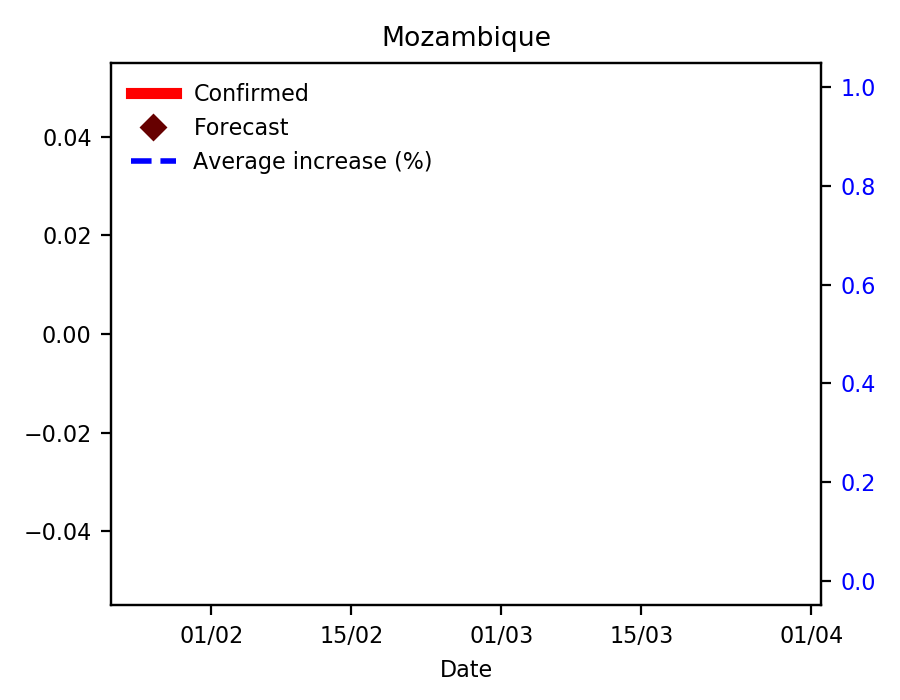 Mozambique
Confirmed
Forecast
Average increase (%)
0.04
0.02
0.00
−0.02
−0.04
1.0
0.8
0.6
0.4
0.2
0.0
01/02 15/02 01/03 15/03 01/04
Date